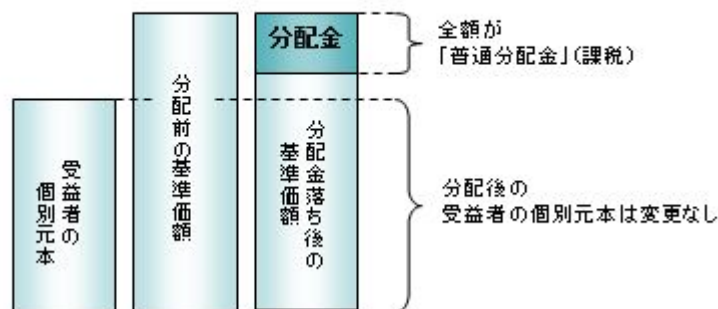 受益者の
個別元本
分配前の基準価額
分配金
分配金落ち後の
基準価額
全額が
「普通分配金」(課税)
分配後の
受益者の個別元本は変更なし